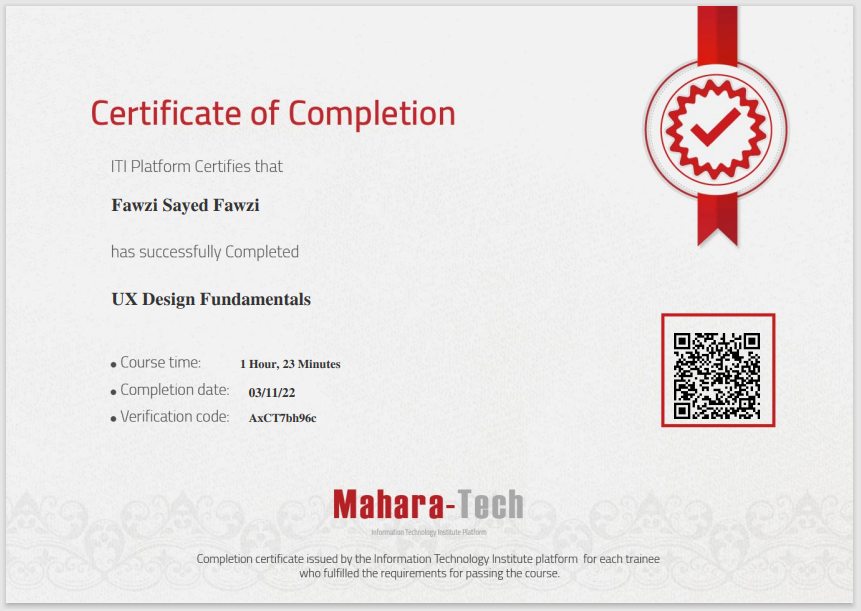 Certificate of Completion
ITI Platform Certifies that
Fawzi Sayed Fawzi
has successfully Completed
UX Design Fundamentals
• Course time: 1 Hour, 23 Minutes
• Completion date: 03/11/22
• Verification code: AxCT7bh96c
Mahara-Tech
Information Technology Institute Platform
Completion certificate issued by the Information Technology Institute platform for each trainee
who fulfilled the requirements for passing the course.